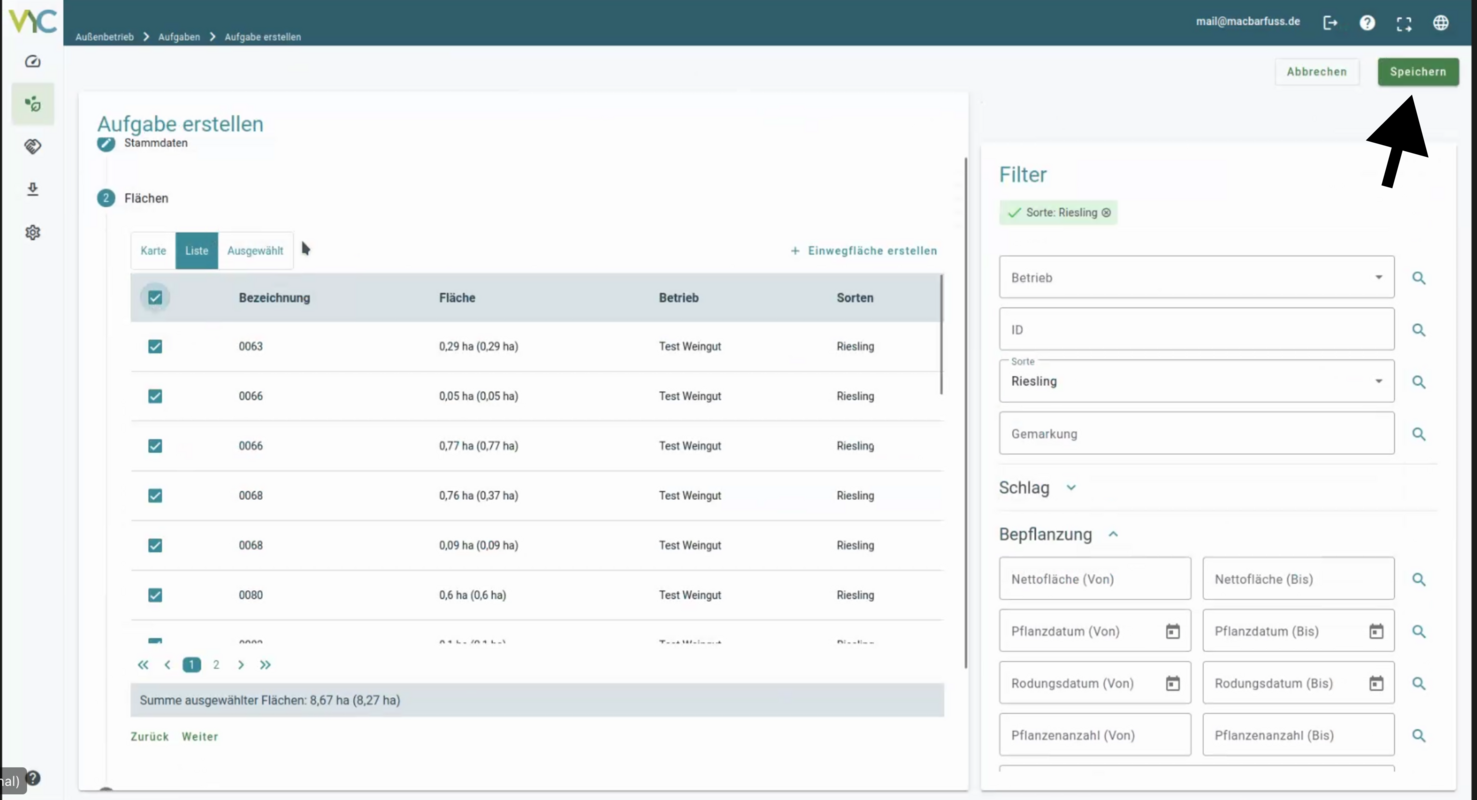 VYC
mail@macbarfuss.de
Außenbetrieb > Aufgaben > Aufgabe erstellen
Abbrechen
Speichern
Aufgabe erstellen
Stammdaten
2 Flächen
Karte Liste Ausgewählt
+ Einwegfläche erstellen
Bezeichnung Fläche Betrieb Sorten
0063 0,29 ha (0,29 ha) Test Weingut Riesling
0066 0,05 ha (0,05 ha) Test Weingut Riesling
0066 0,77 ha (0,77 ha) Test Weingut Riesling
0068 0,76 ha (0,37 ha) Test Weingut Riesling
0068 0,09 ha (0,09 ha) Test Weingut Riesling
0080 0,6 ha (0,6 ha) Test Weingut Riesling
« < 1 2 > »
Summe ausgewählter Flächen: 8,67 ha (8,27 ha)
Zurück Weiter
nal)
Filter
Sorte: Riesling
Betrieb
ID
Sorte
Riesling
Gemarkung
Schlag
Bepflanzung
Nettofläche (Von) Nettofläche (Bis)
Pflanzdatum (Von) Pflanzdatum (Bis)
Rodungsdatum (Von) Rodungsdatum (Bis)
Pflanzenanzahl (Von) Pflanzenanzahl (Bis)